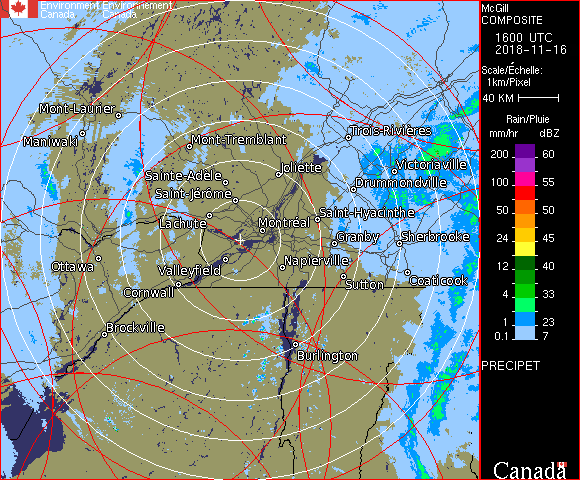 Environment Environnement
Canada Canada
McGill
COMPOSITE
1600 UTC
2018-11-16
Scale/Échelle:
1km/Pixel
40 KM
Rain/Pluie
mm/hr dBZ
200 60
100 55
50 50
24 45
12 40
4 33
1 23
0.1 7
PRECIPET
Canada
Mont-Laurier
Maniwaki
Mont-Tremblant
Trois-Rivières
Joliette
Victoriaville
Sainte-Adèle
Drummondville
Saint-Jérôme
Lachute
Saint-Hyacinthe
Montréal
Granby
Sherbrooke
Ottawa
Valleyfield
Napierville
Sutton
Coaticook
Cornwall
Brockville
Burlington